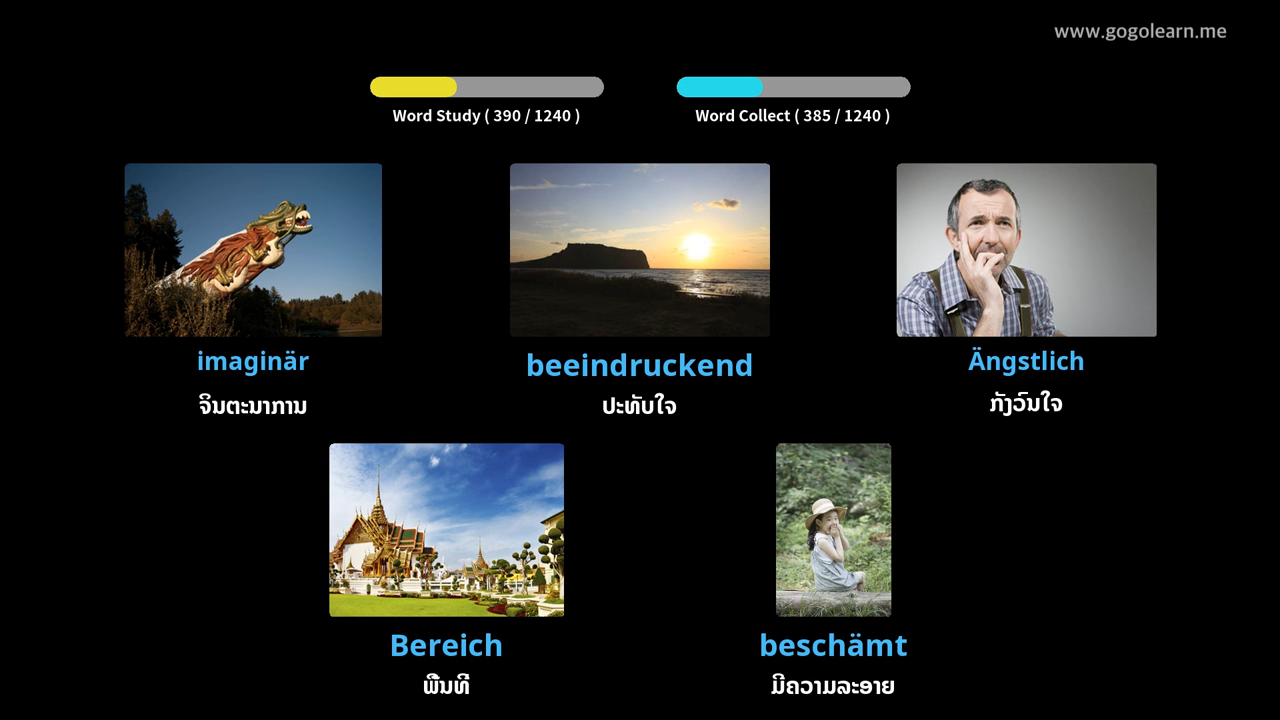 www.gogolearn.me
Word Study ( 390 / 1240 )
Word Collect ( 385 / 1240 )
imaginär
beeindruckend
Ängstlich
ຈິນຕະນາການ
ປະທັບໃຈ
ກັງວົນໃຈ
Bereich
beschämt
ພື້ນທີ່
ມີຄວາມລະອາຍ